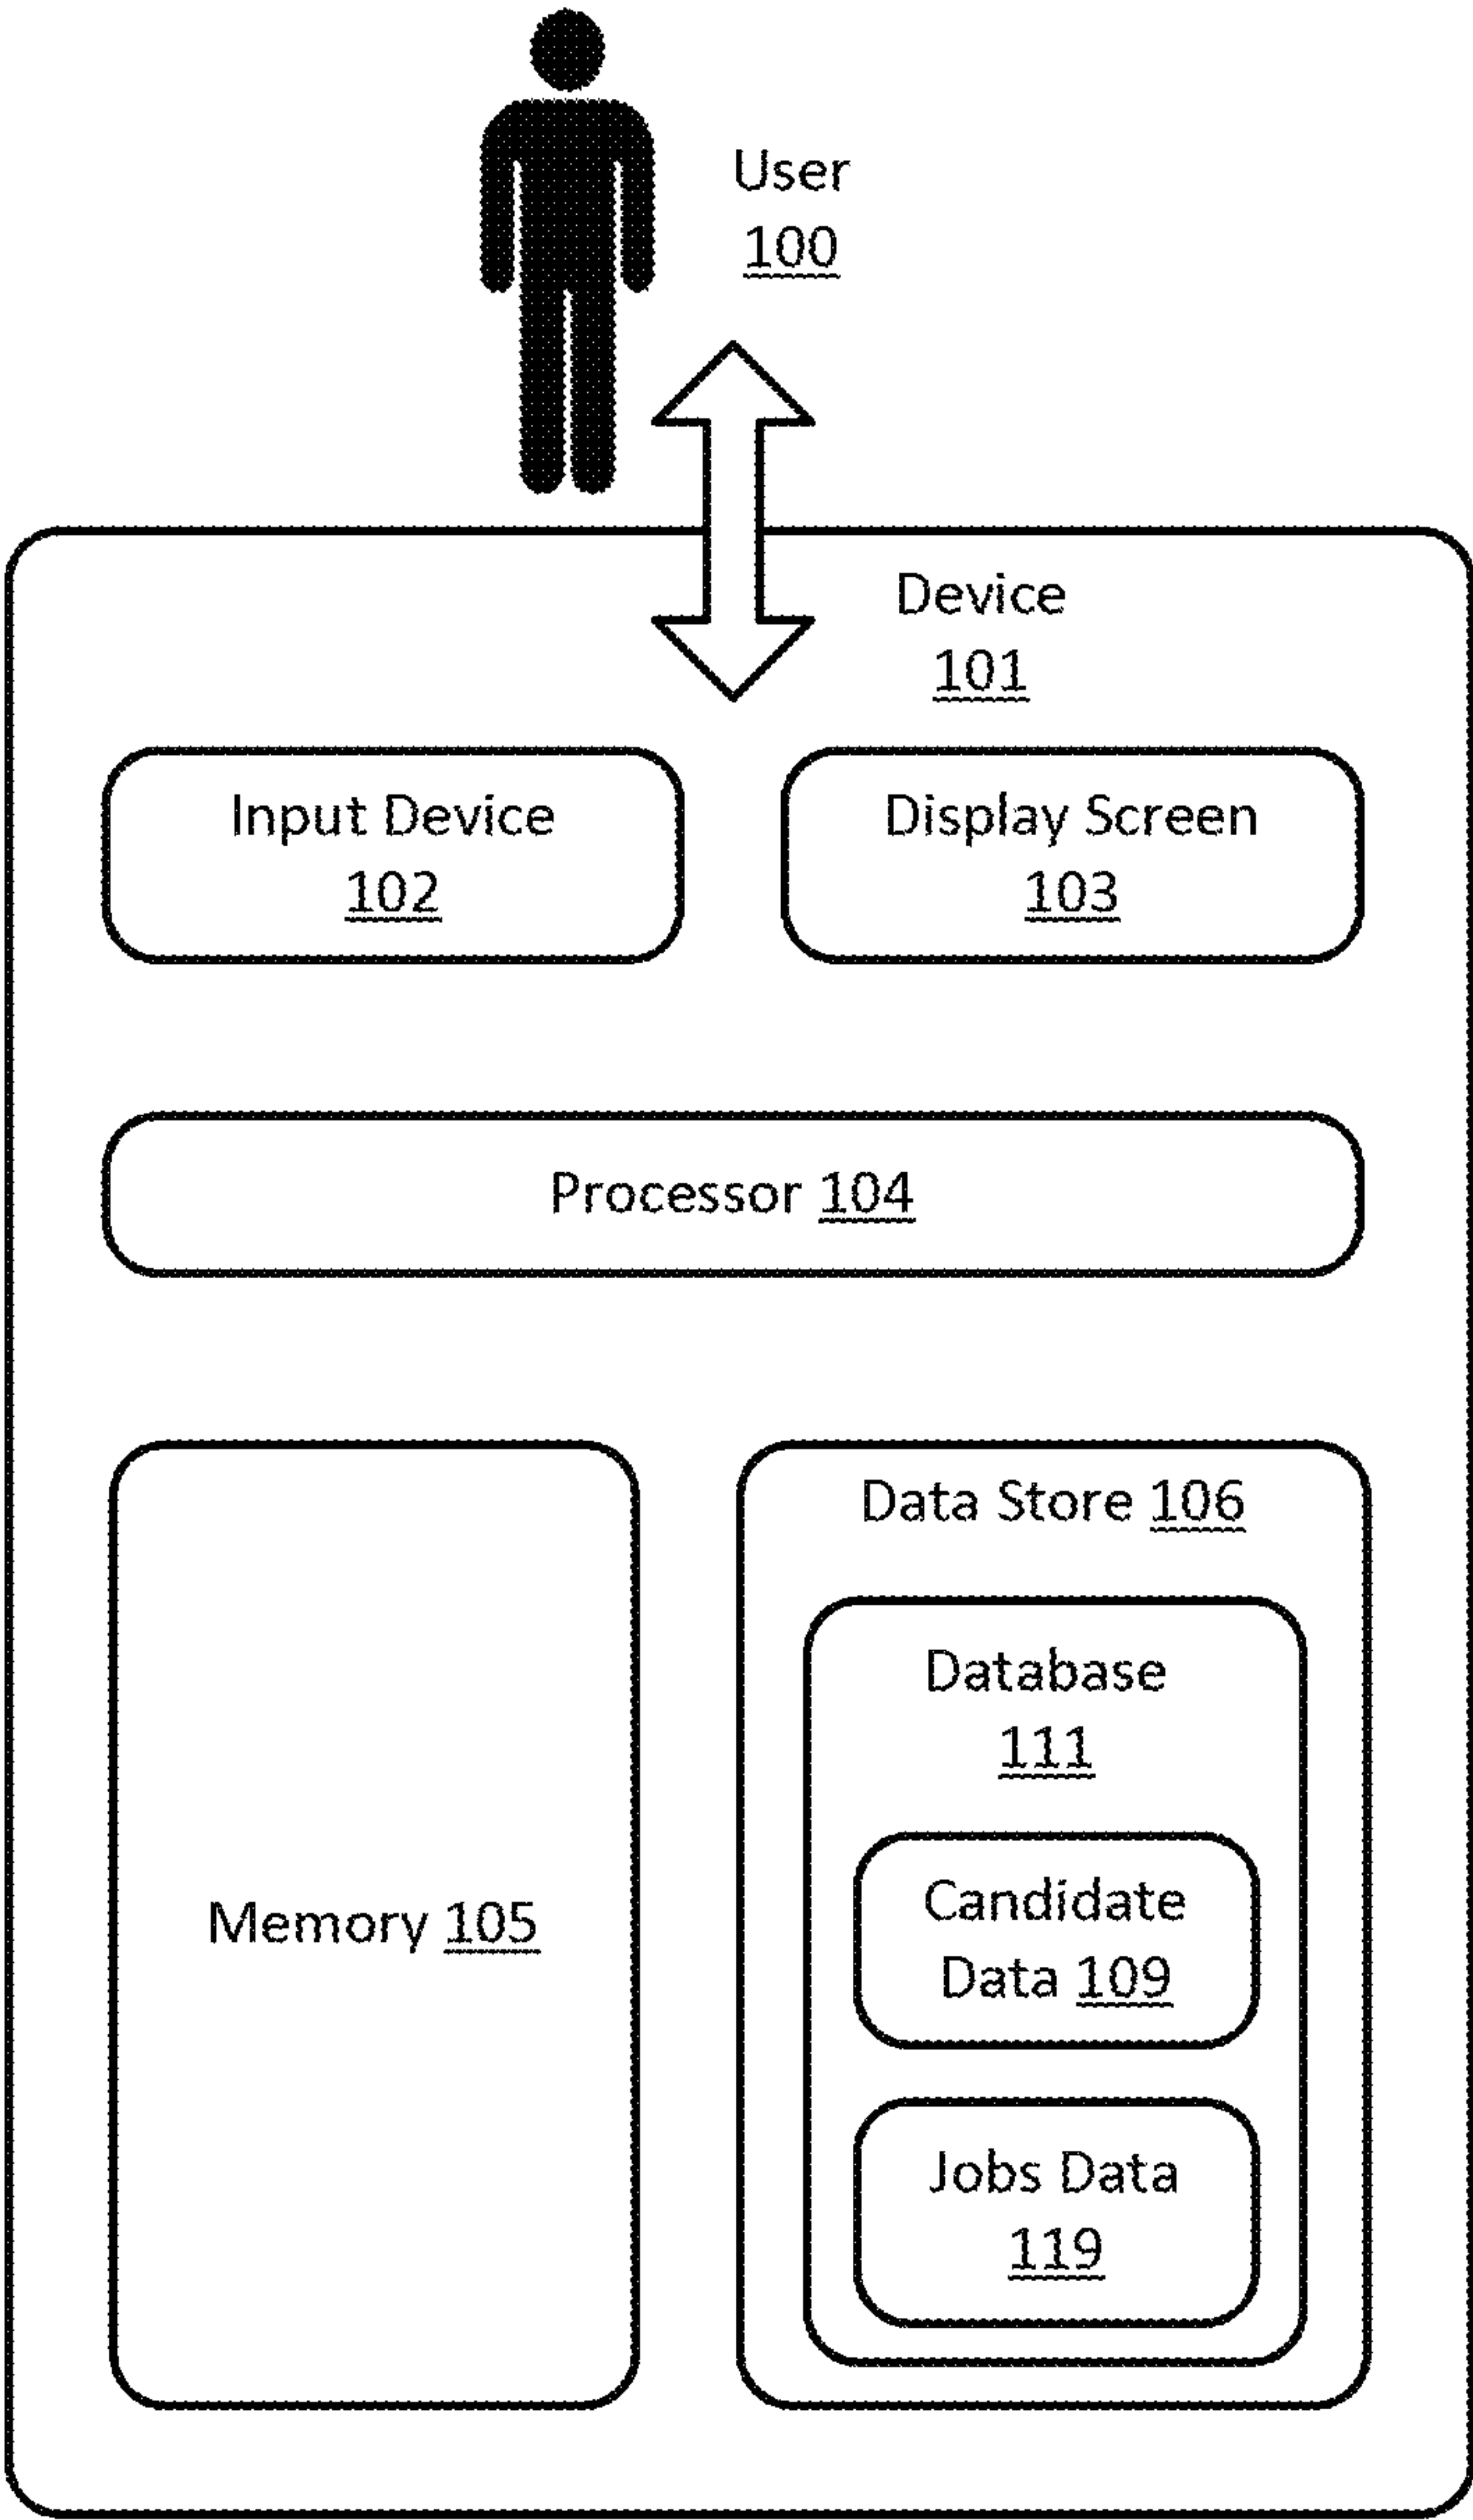 User
100
Device
101
Input Device
102
Display Screen
103
Processor 104
Memory 105
Data Store 106
Database
111
Candidate
Data 109
Jobs Data
119